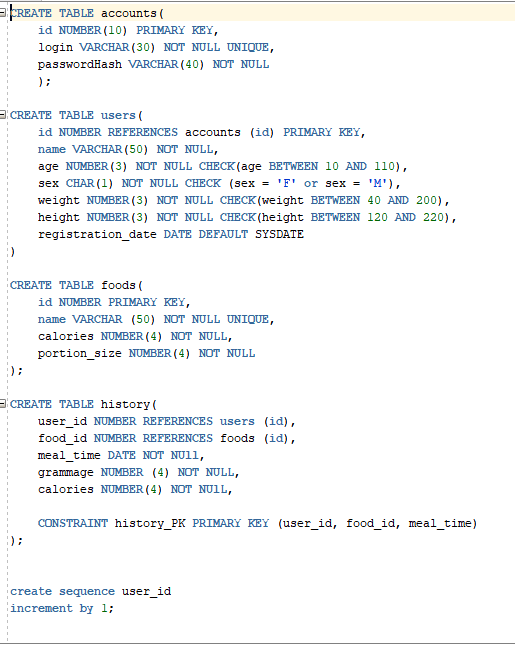 CREATE TABLE accounts(
id NUMBER(10) PRIMARY KEY,
login VARCHAR(30) NOT NULL UNIQUE,
passwordHash VARCHAR(40) NOT NULL
);
CREATE TABLE users(
id NUMBER REFERENCES accounts (id) PRIMARY KEY,
name VARCHAR(50) NOT NULL,
age NUMBER(3) NOT NULL CHECK(age BETWEEN 10 AND 110),
sex CHAR(1) NOT NULL CHECK (sex = 'F' or sex = 'M'),
weight NUMBER(3) NOT NULL CHECK(weight BETWEEN 40 AND 200),
height NUMBER(3) NOT NULL CHECK(height BETWEEN 120 AND 220),
registration_date DATE DEFAULT SYSDATE
)
CREATE TABLE foods(
id NUMBER PRIMARY KEY,
name VARCHAR (50) NOT NULL UNIQUE,
calories NUMBER(4) NOT NULL,
portion_size NUMBER(4) NOT NULL
);
CREATE TABLE history(
user_id NUMBER REFERENCES users (id),
food_id NUMBER REFERENCES foods (id),
meal_time DATE NOT NUll,
grammage NUMBER (4) NOT NULL,
calories NUMBER(4) NOT NULL,
CONSTRAINT history_PK PRIMARY KEY (user_id, food_id, meal_time)
);
create sequence user_id
increment by 1;